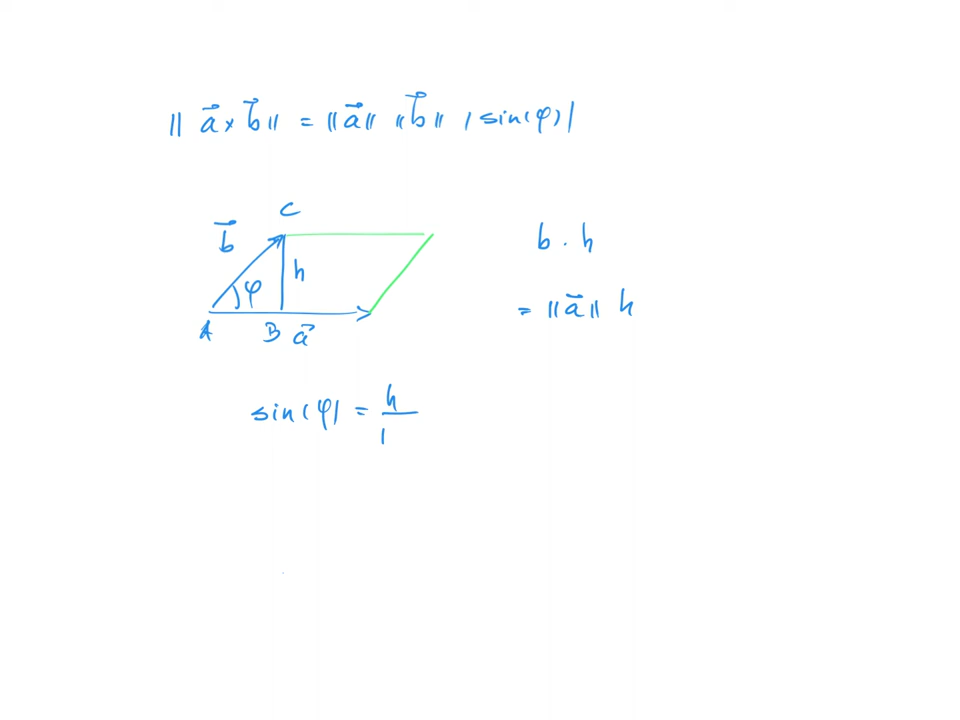 ‖ a⃗ × b⃗ ‖ = ‖ a⃗ ‖ ‖ b⃗ ‖ | sin(φ) |
C
b⃗
b · h
h
φ
= ‖ a⃗ ‖ h
A B a⃗
sin(φ) = h / |